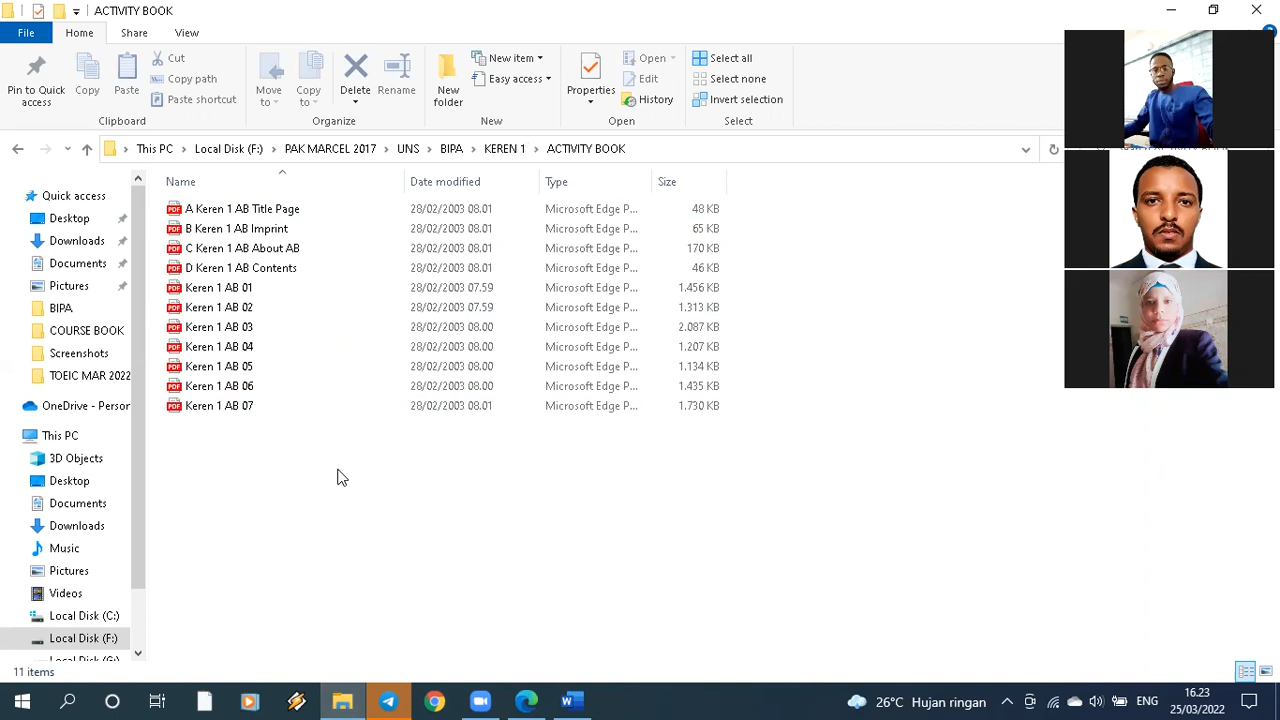 ACTIVITY BOOK
File Home Share View
Pin to Quick access
Copy
Paste
Cut
Copy path
Paste shortcut
Clipboard
Move to
Copy to
Delete
Rename
Organize
New folder
New item
Easy access
New
Properties
Open
Edit
History
Open
Select all
Select none
Invert selection
Select
This PC > Local Disk (F:) > PAK MARCEL 2017 > UNS > BIPA > KEREN 1 > ACTIVITY BOOK
Quick access
Desktop
Downloads
Documents
Pictures
BIPA
COURSE BOOK
Screenshots
TOEIC MAR 2022
OneDrive - Person
This PC
3D Objects
Desktop
Documents
Downloads
Music
Pictures
Videos
Local Disk (C:)
Local Disk (F:)
Name Date modified Type Size
A Keren 1 AB Title Page 28/02/2003 08.01 Microsoft Edge P... 48 KB
B Keren 1 AB Imprint 28/02/2003 08.01 Microsoft Edge P... 65 KB
C Keren 1 AB About AB 28/02/2003 08.01 Microsoft Edge P... 170 KB
D Keren 1 AB Contents 28/02/2003 08.01 Microsoft Edge P... 46 KB
Keren 1 AB 01 28/02/2003 07.59 Microsoft Edge P... 1.456 KB
Keren 1 AB 02 28/02/2003 07.59 Microsoft Edge P... 1.313 KB
Keren 1 AB 03 28/02/2003 08.00 Microsoft Edge P... 2.087 KB
Keren 1 AB 04 28/02/2003 08.00 Microsoft Edge P... 1.207 KB
Keren 1 AB 05 28/02/2003 08.00 Microsoft Edge P... 1.134 KB
Keren 1 AB 06 28/02/2003 08.00 Microsoft Edge P... 1.435 KB
Keren 1 AB 07 28/02/2003 08.01 Microsoft Edge P... 1.730 KB
11 items
26°C Hujan ringan
ENG
16.23
25/03/2022